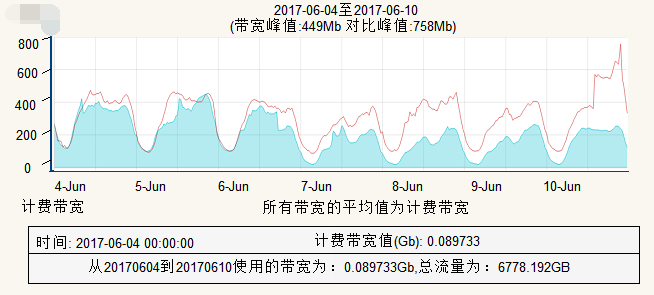 2017-06-04至2017-06-10
(带宽峰值:449Mb 对比峰值:758Mb)
800
600
400
200
0
4-Jun 5-Jun 6-Jun 7-Jun 8-Jun 9-Jun 10-Jun
计费带宽 所有带宽的平均值为计费带宽
时间: 2017-06-04 00:00:00 计费带宽值(Gb): 0.089733
从20170604到20170610使用的带宽为：0.089733Gb,总流量为：6778.192GB